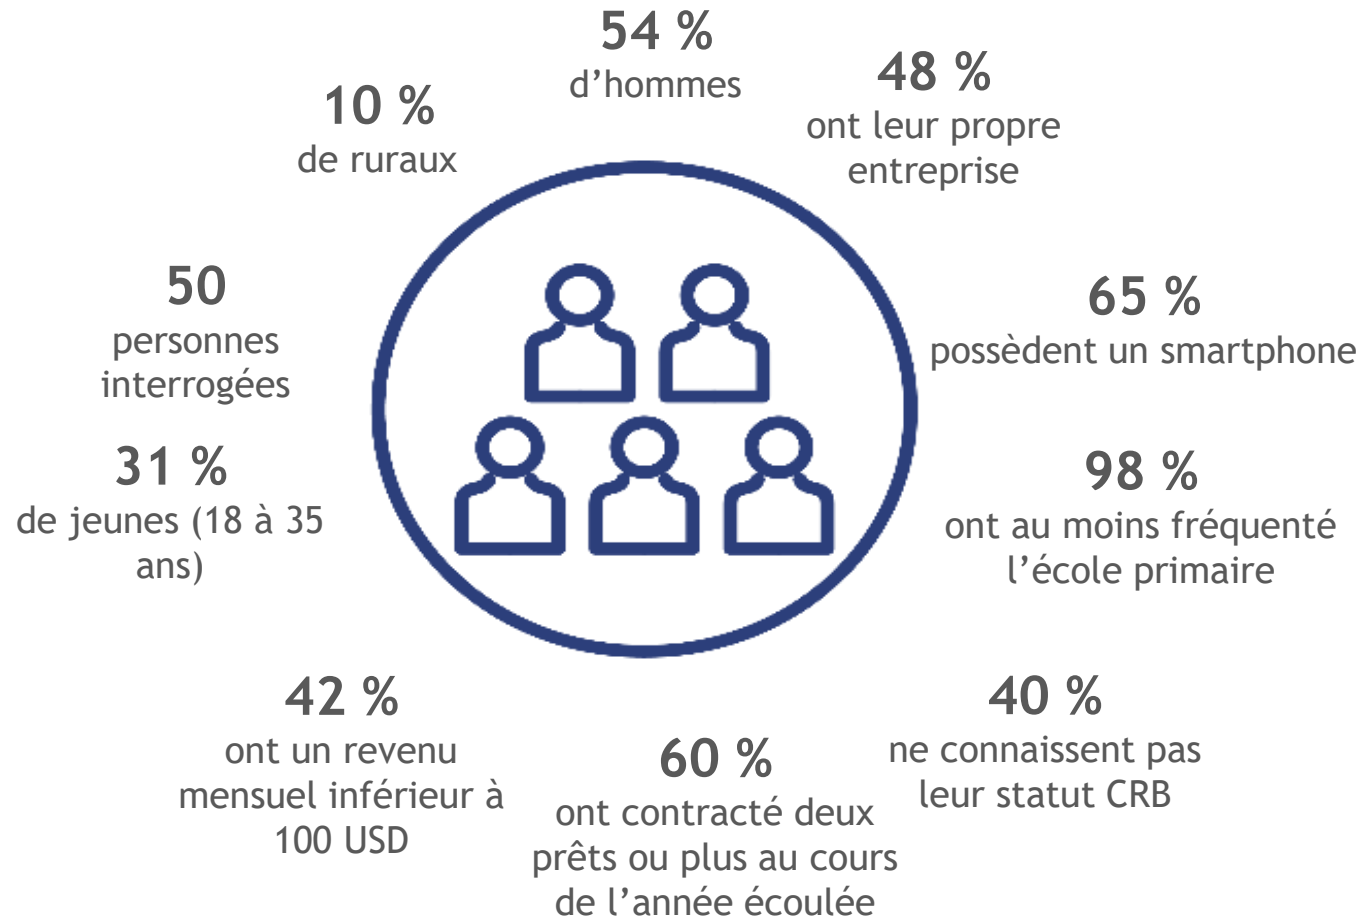 54 %
d’hommes
48 %
ont leur propre
entreprise
10 %
de ruraux
50
personnes
interrogées
65 %
possèdent un smartphone
31 %
de jeunes (18 à 35
ans)
98 %
ont au moins fréquenté
l’école primaire
42 %
ont un revenu
mensuel inférieur à
100 USD
60 %
ont contracté deux
prêts ou plus au cours
de l’année écoulée
40 %
ne connaissent pas
leur statut CRB